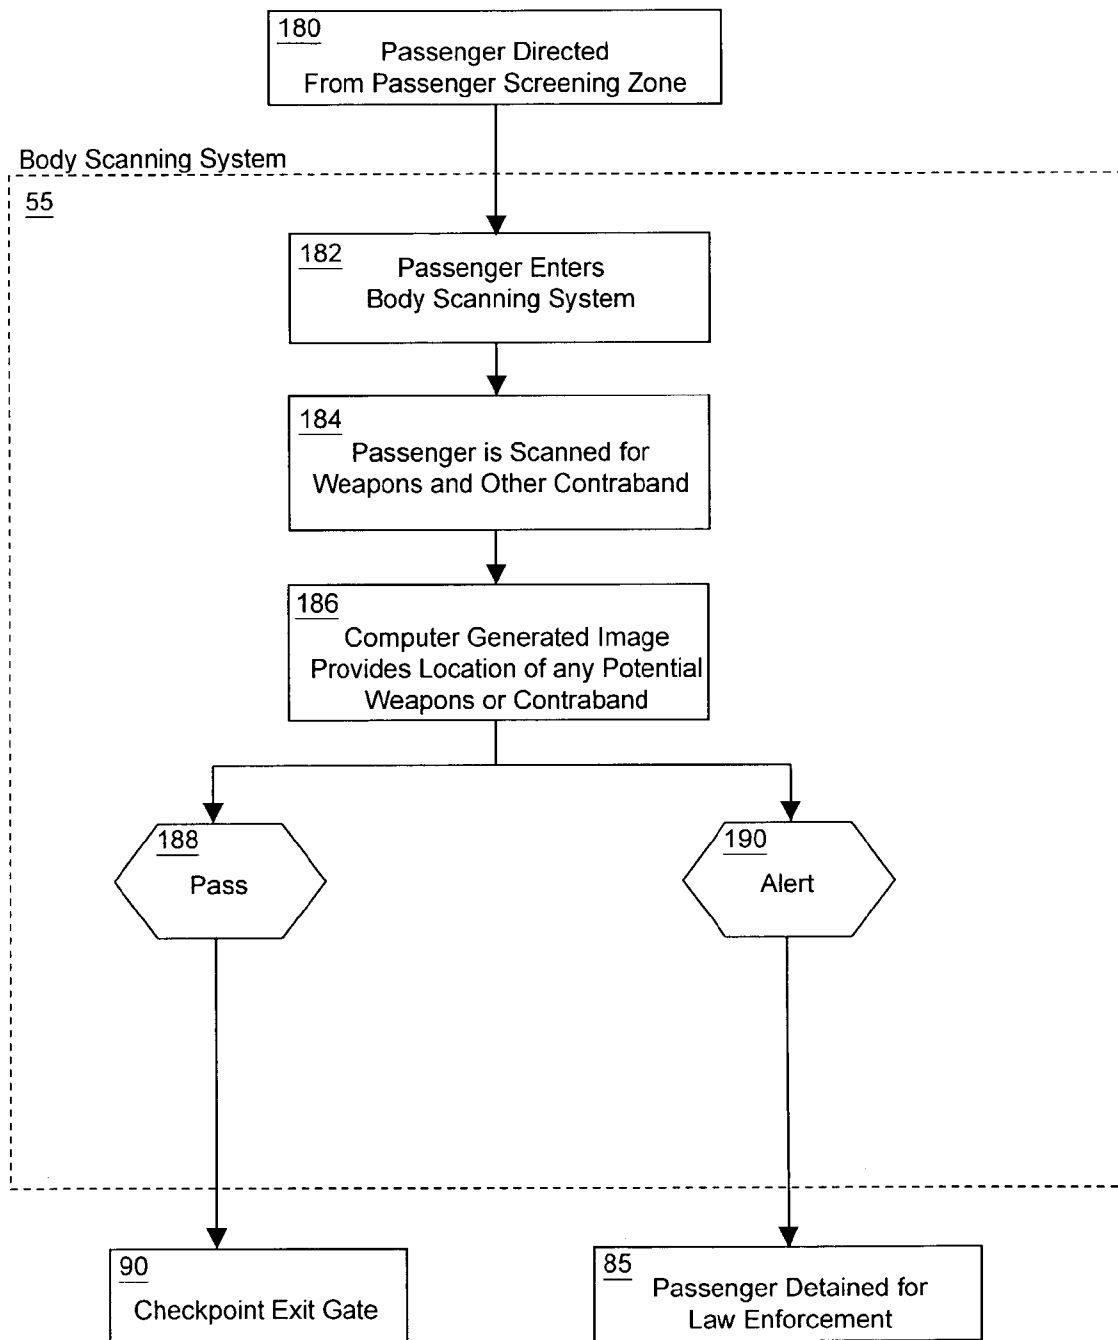 180
Passenger Directed
From Passenger Screening Zone
Body Scanning System
55
182
Passenger Enters
Body Scanning System
184
Passenger is Scanned for
Weapons and Other Contraband
186
Computer Generated Image
Provides Location of any Potential
Weapons or Contraband
188
Pass
190
Alert
90
Checkpoint Exit Gate
85
Passenger Detained for
Law Enforcement